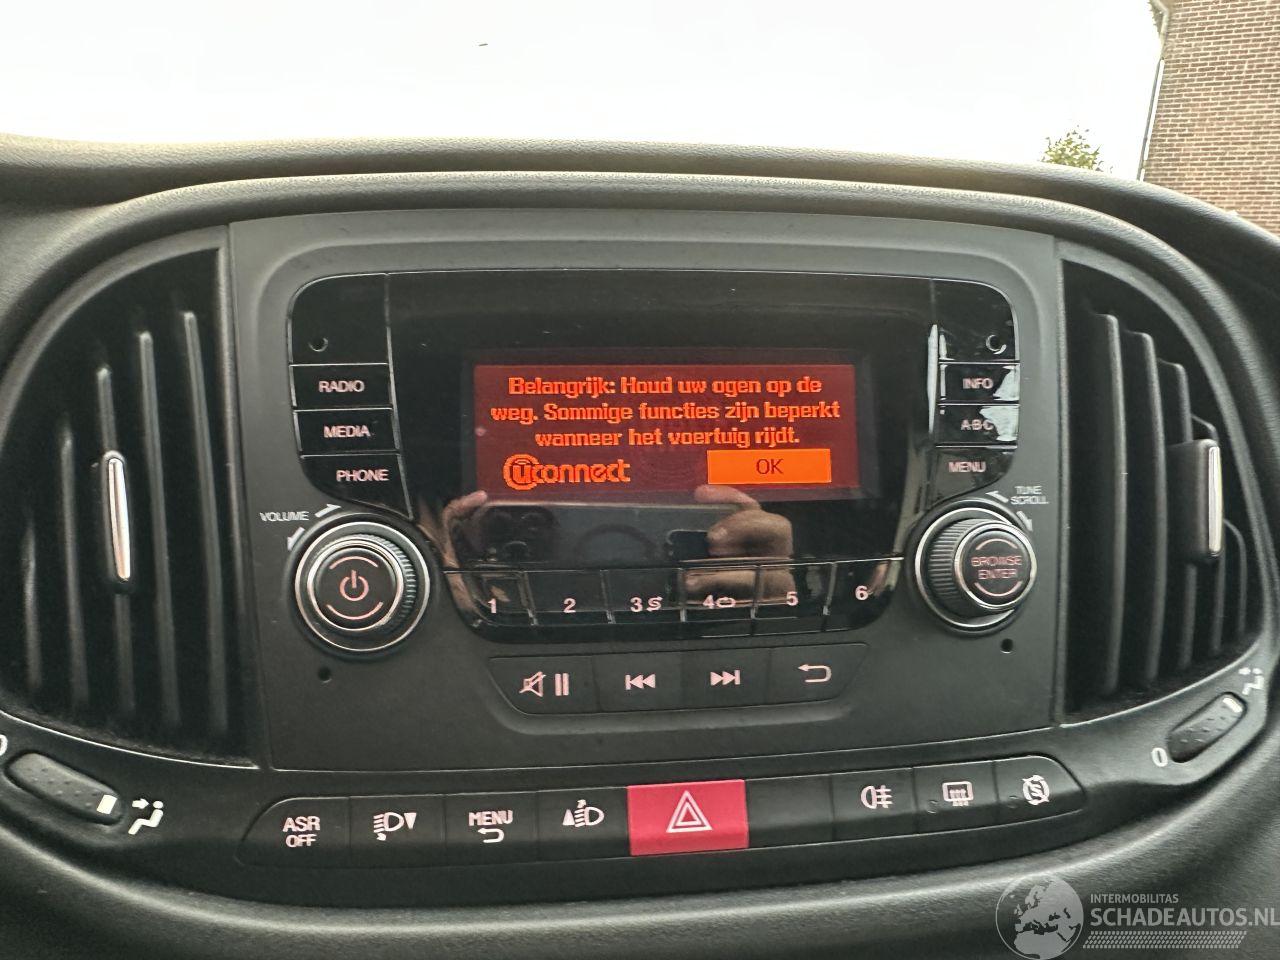 RADIO
MEDIA
PHONE
VOLUME
Belangrijk: Houd uw ogen op de
weg. Sommige functies zijn beperkt
wanneer het voertuig rijdt.
uconnect
OK
INFO
A-B-C
MENU
TUNE
SCROLL
BROWSE
ENTER
1 2 3 4 5 6
0
0
ASR
OFF
MENU
INTERMOBILITAS
SCHADEAUTOS.NL